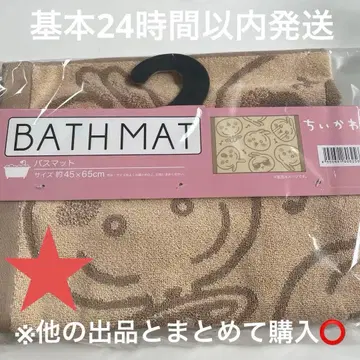 基本24時間以内発送
BATH MAT
バスマット
サイズ 約45×65cm
ちいかわ
※他の出品とまとめて購入⭕